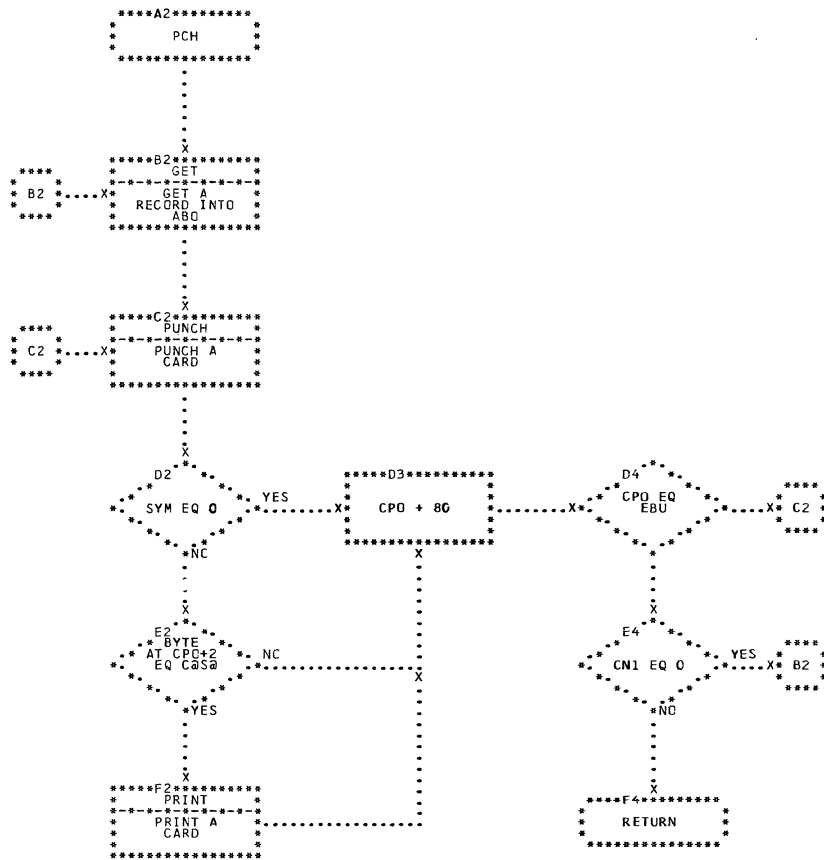 A2
PCH
B2
GET
B2
GET A
RECORD INTO
ABO
C2
PUNCH
C2
PUNCH A
CARD
D2
SYM EQ 0
YES
NC
D3
CPO + 80
D4
CPO EQ
EBU
C2
E2
BYTE
AT CPO+2
EQ C@S@
NC
YES
E4
CN1 EQ 0
YES
B2
NO
F2
PRINT
PRINT A
CARD
F4
RETURN